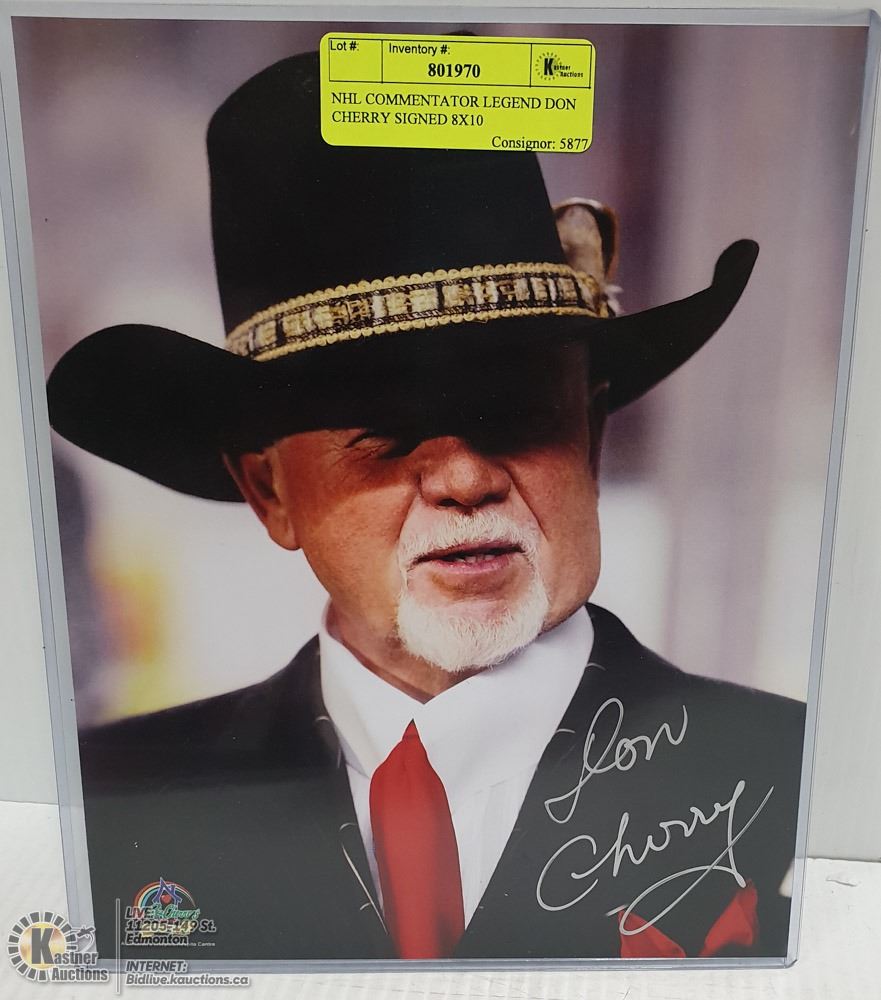 Lot #:
Inventory #:
801970
Kastner
Auctions
NHL COMMENTATOR LEGEND DON
CHERRY SIGNED 8X10
Consignor: 5877
Don
Cherry
LIVE:
11205-149 St.
Edmonton
INTERNET:
Bidlive.kauctions.ca
K
Kastner
Auctions